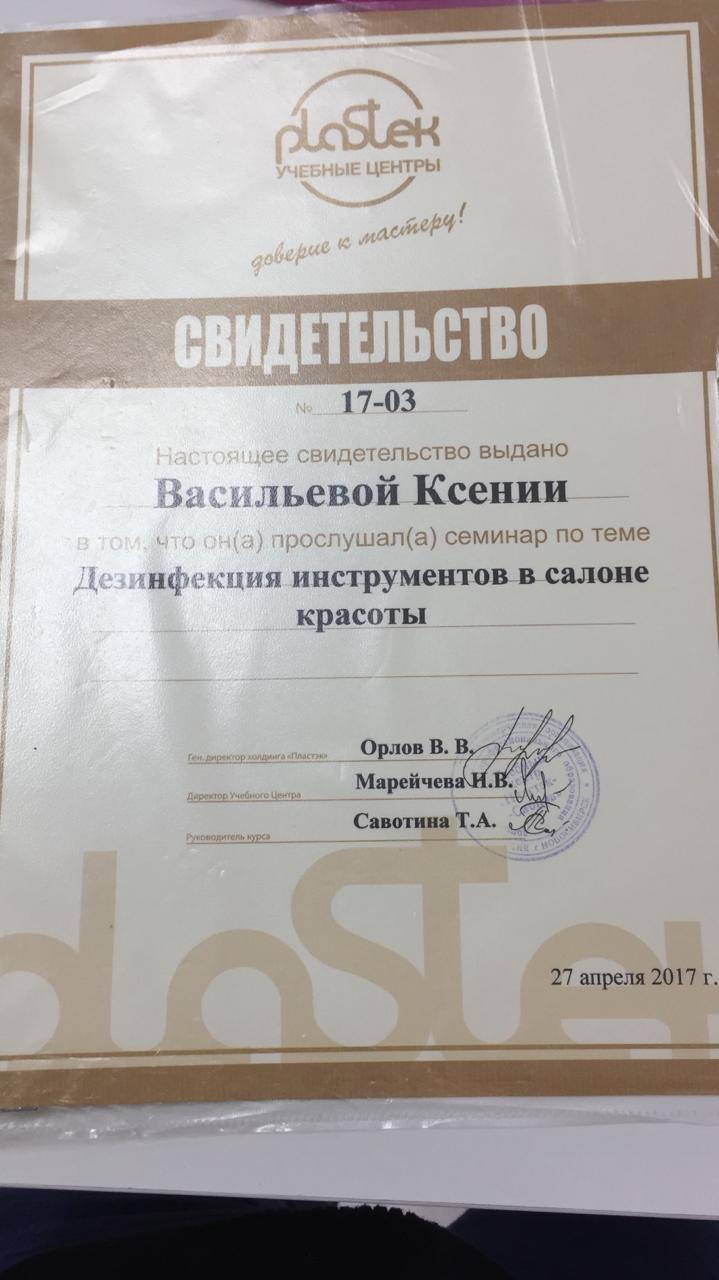 plastek
УЧЕБНЫЕ ЦЕНТРЫ
доверие к мастеру!
СВИДЕТЕЛЬСТВО
№ 17-03
Настоящее свидетельство выдано
Васильевой Ксении
в том, что он(а) прослушал(а) семинар по теме
Дезинфекция инструментов в салоне
красоты
Ген. директор холдинга «Пластэк» Орлов В. В.
Директор Учебного Центра Марейчева И.В.
Руководитель курса Савотина Т.А.
plastek
27 апреля 2017 г.